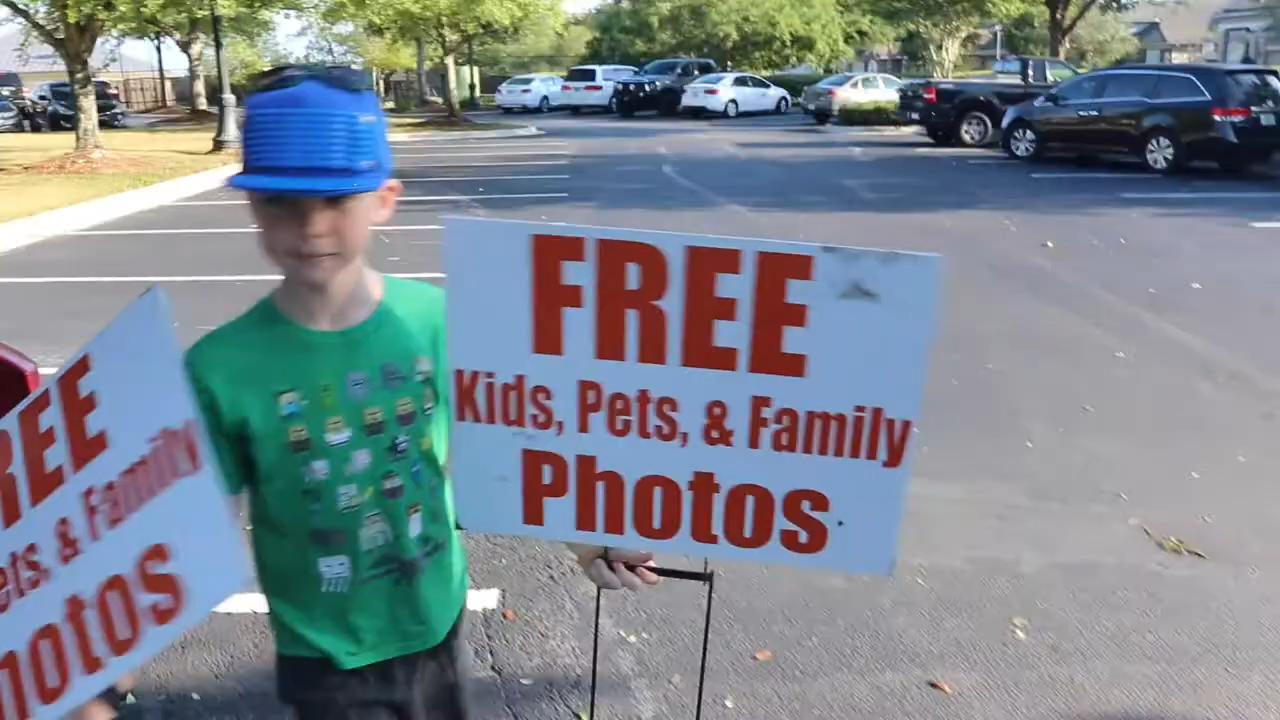 FREE
Kids, Pets, & Family
Photos
REE
ets, & Family
hotos